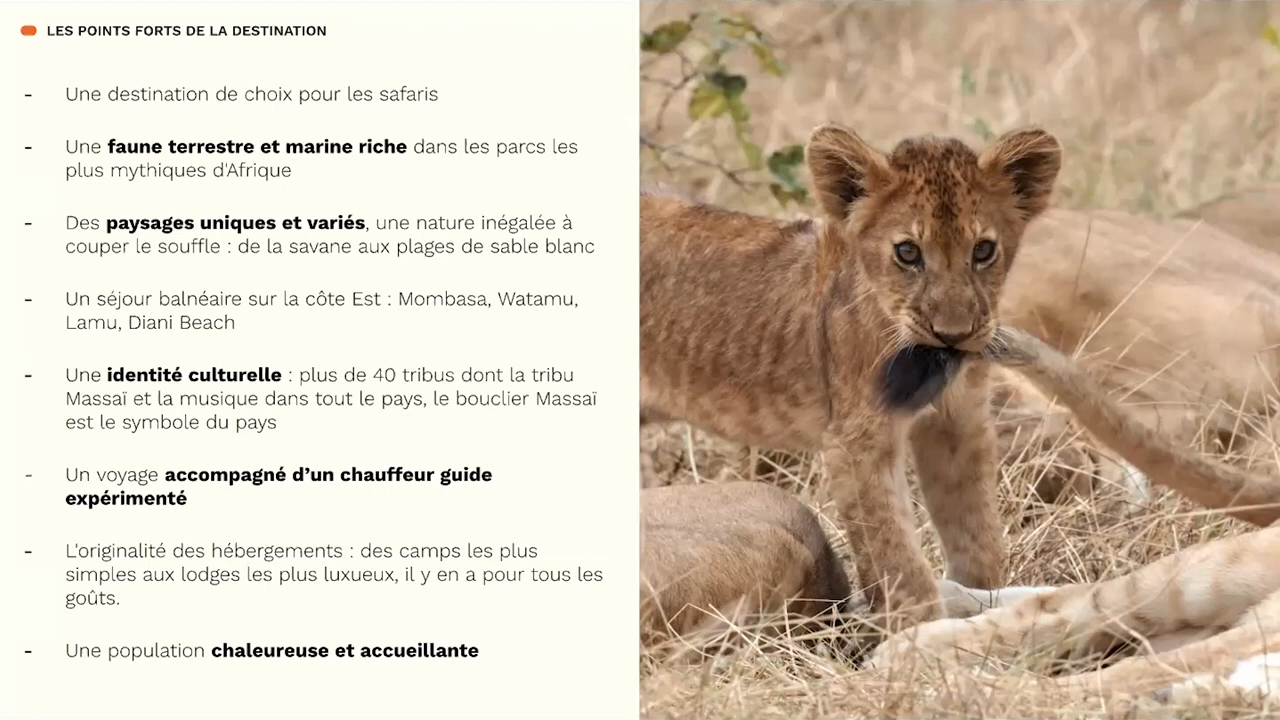 LES POINTS FORTS DE LA DESTINATION
- Une destination de choix pour les safaris
- Une faune terrestre et marine riche dans les parcs les
plus mythiques d'Afrique
- Des paysages uniques et variés, une nature inégalée à
couper le souffle : de la savane aux plages de sable blanc
- Un séjour balnéaire sur la côte Est : Mombasa, Watamu,
Lamu, Diani Beach
- Une identité culturelle : plus de 40 tribus dont la tribu
Massaï et la musique dans tout le pays, le bouclier Massaï
est le symbole du pays
- Un voyage accompagné d’un chauffeur guide
expérimenté
- L'originalité des hébergements : des camps les plus
simples aux lodges les plus luxueux, il y en a pour tous les
goûts.
- Une population chaleureuse et accueillante